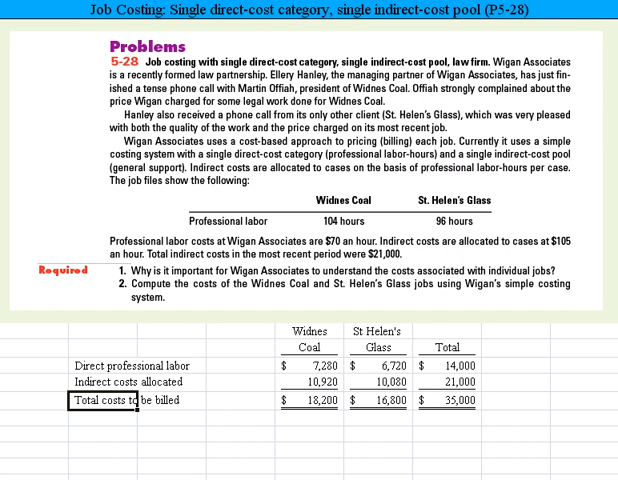 Job Costing: Single direct-cost category, single indirect-cost pool (P5-28)
Problems
5-28 Job costing with single direct-cost category, single indirect-cost pool, law firm. Wigan Associates
is a recently formed law partnership. Ellery Hanley, the managing partner of Wigan Associates, has just fin-
ished a tense phone call with Martin Offiah, president of Widnes Coal. Offiah strongly complained about the
price Wigan charged for some legal work done for Widnes Coal.
Hanley also received a phone call from its only other client (St. Helen's Glass), which was very pleased
with both the quality of the work and the price charged on its most recent job.
Wigan Associates uses a cost-based approach to pricing (billing) each job. Currently it uses a simple
costing system with a single direct-cost category (professional labor-hours) and a single indirect-cost pool
(general support). Indirect costs are allocated to cases on the basis of professional labor-hours per case.
The job files show the following:
Widnes Coal St. Helen's Glass
Professional labor 104 hours 96 hours
Professional labor costs at Wigan Associates are $70 an hour. Indirect costs are allocated to cases at $105
an hour. Total indirect costs in the most recent period were $21,000.
Required 1. Why is it important for Wigan Associates to understand the costs associated with individual jobs?
2. Compute the costs of the Widnes Coal and St. Helen's Glass jobs using Wigan's simple costing
system.
Widnes St Helen's
Coal Glass Total
Direct professional labor $ 7,280 $ 6,720 $ 14,000
Indirect costs allocated 10,920 10,080 21,000
Total costs to be billed $ 18,200 $ 16,800 $ 35,000